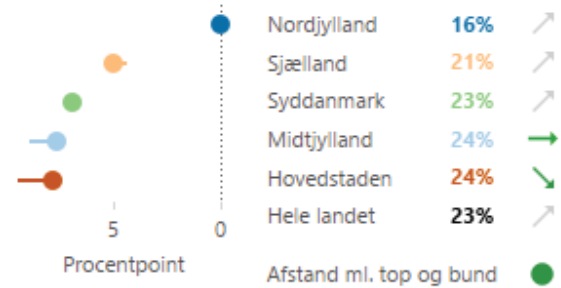 Nordjylland 16%
Sjælland 21%
Syddanmark 23%
Midtjylland 24%
Hovedstaden 24%
Hele landet 23%
5 0
Procentpoint
Afstand ml. top og bund